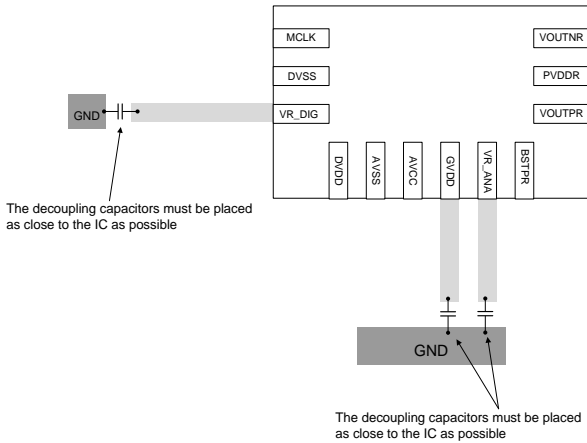 MCLK
VOUTNR
DVSS
PVDDR
GND
VR_DIG
VOUTPR
DVDD
AVSS
AVCC
GVDD
VR_ANA
BSTPR
The decoupling capacitors must be placed
as close to the IC as possible
GND
The decoupling capacitors must be placed
as close to the IC as possible